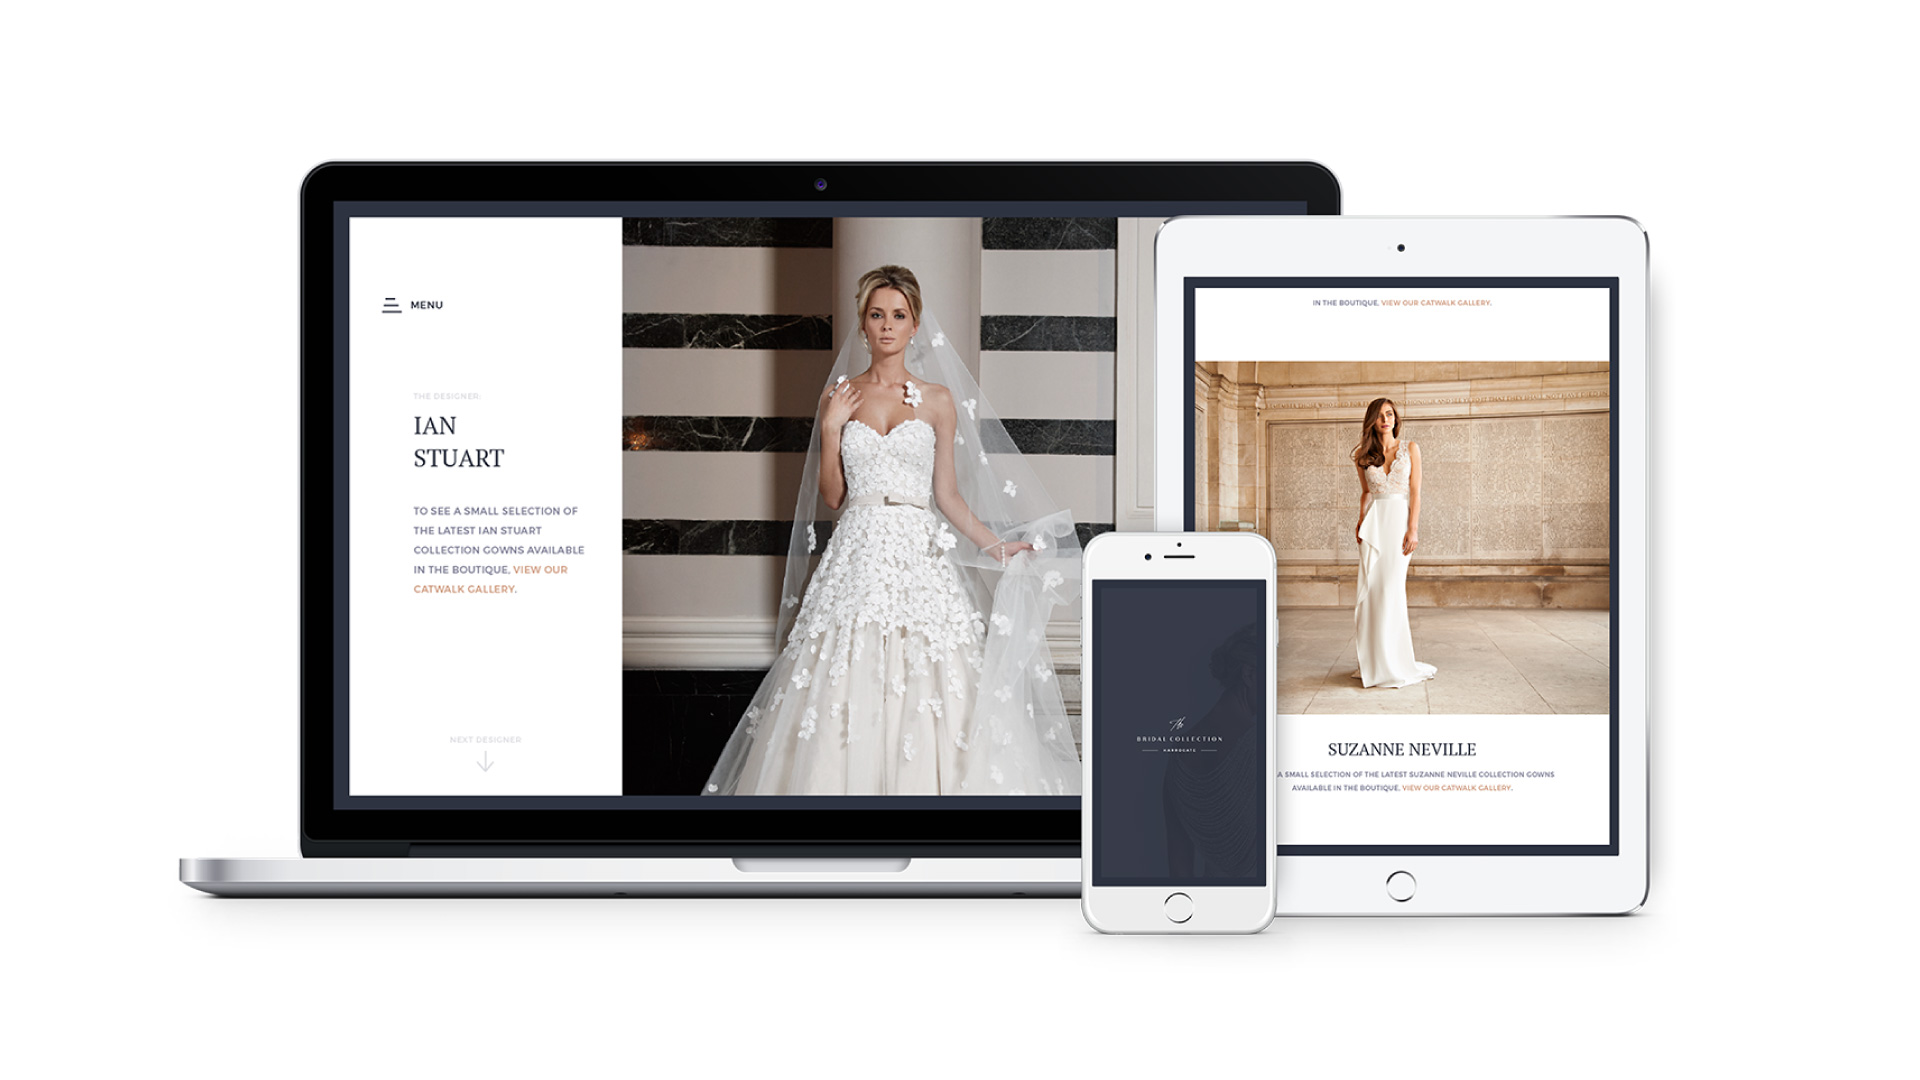 MENU
THE DESIGNER:
IAN
STUART
TO SEE A SMALL SELECTION OF
THE LATEST IAN STUART
COLLECTION GOWNS AVAILABLE
IN THE BOUTIQUE, VIEW OUR
CATWALK GALLERY.
NEXT DESIGNER
The
BRIDAL COLLECTION
HARROGATE
IN THE BOUTIQUE, VIEW OUR CATWALK GALLERY.
SUZANNE NEVILLE
A SMALL SELECTION OF THE LATEST SUZANNE NEVILLE COLLECTION GOWNS
AVAILABLE IN THE BOUTIQUE, VIEW OUR CATWALK GALLERY.